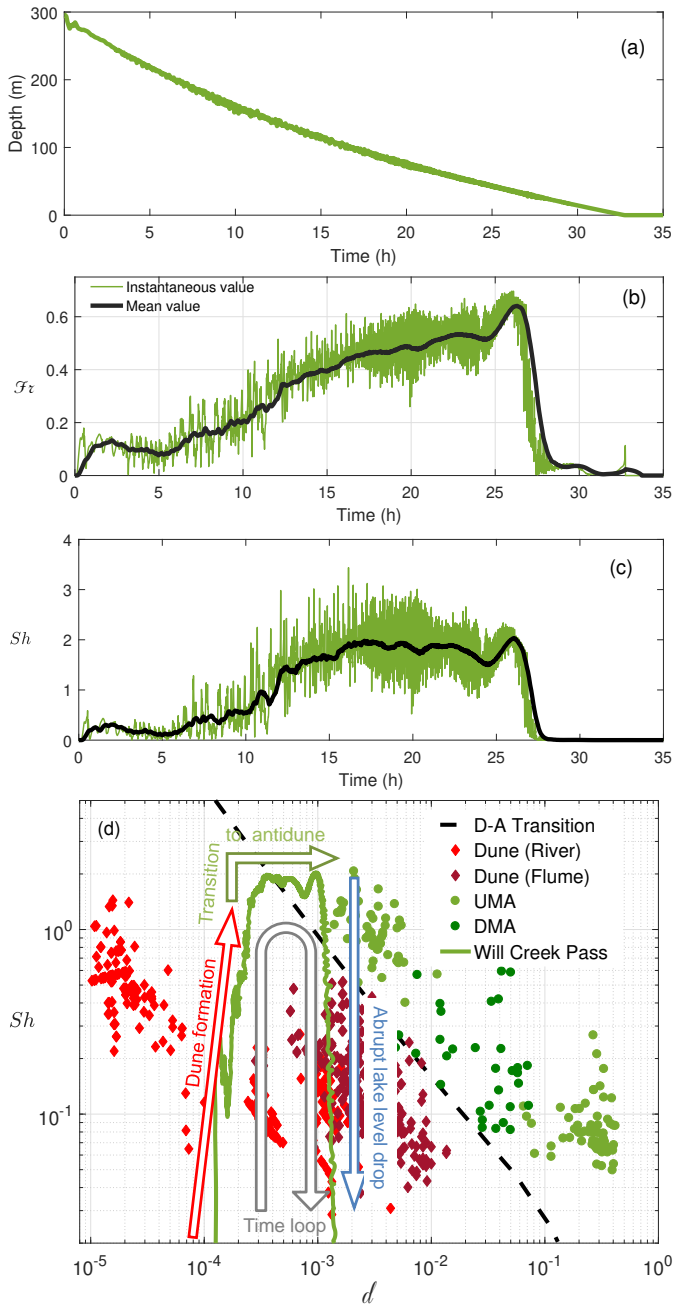 300
200
100
0
Depth (m)
(a)
0 5 10 15 20 25 30 35
Time (h)
Instantaneous value
Mean value
(b)
0.6
0.4
0.2
0
ℱr
0 5 10 15 20 25 30 35
Time (h)
4
3
2
1
0
Sh
(c)
0 5 10 15 20 25 30 35
Time (h)
(d)
Transition
to antidune
Dune formation
Time loop
Abrupt lake level drop
D-A Transition
Dune (River)
Dune (Flume)
UMA
DMA
Will Creek Pass
10⁰
10⁻¹
Sh
10⁻⁵ 10⁻⁴ 10⁻³ 10⁻² 10⁻¹ 10⁰
d